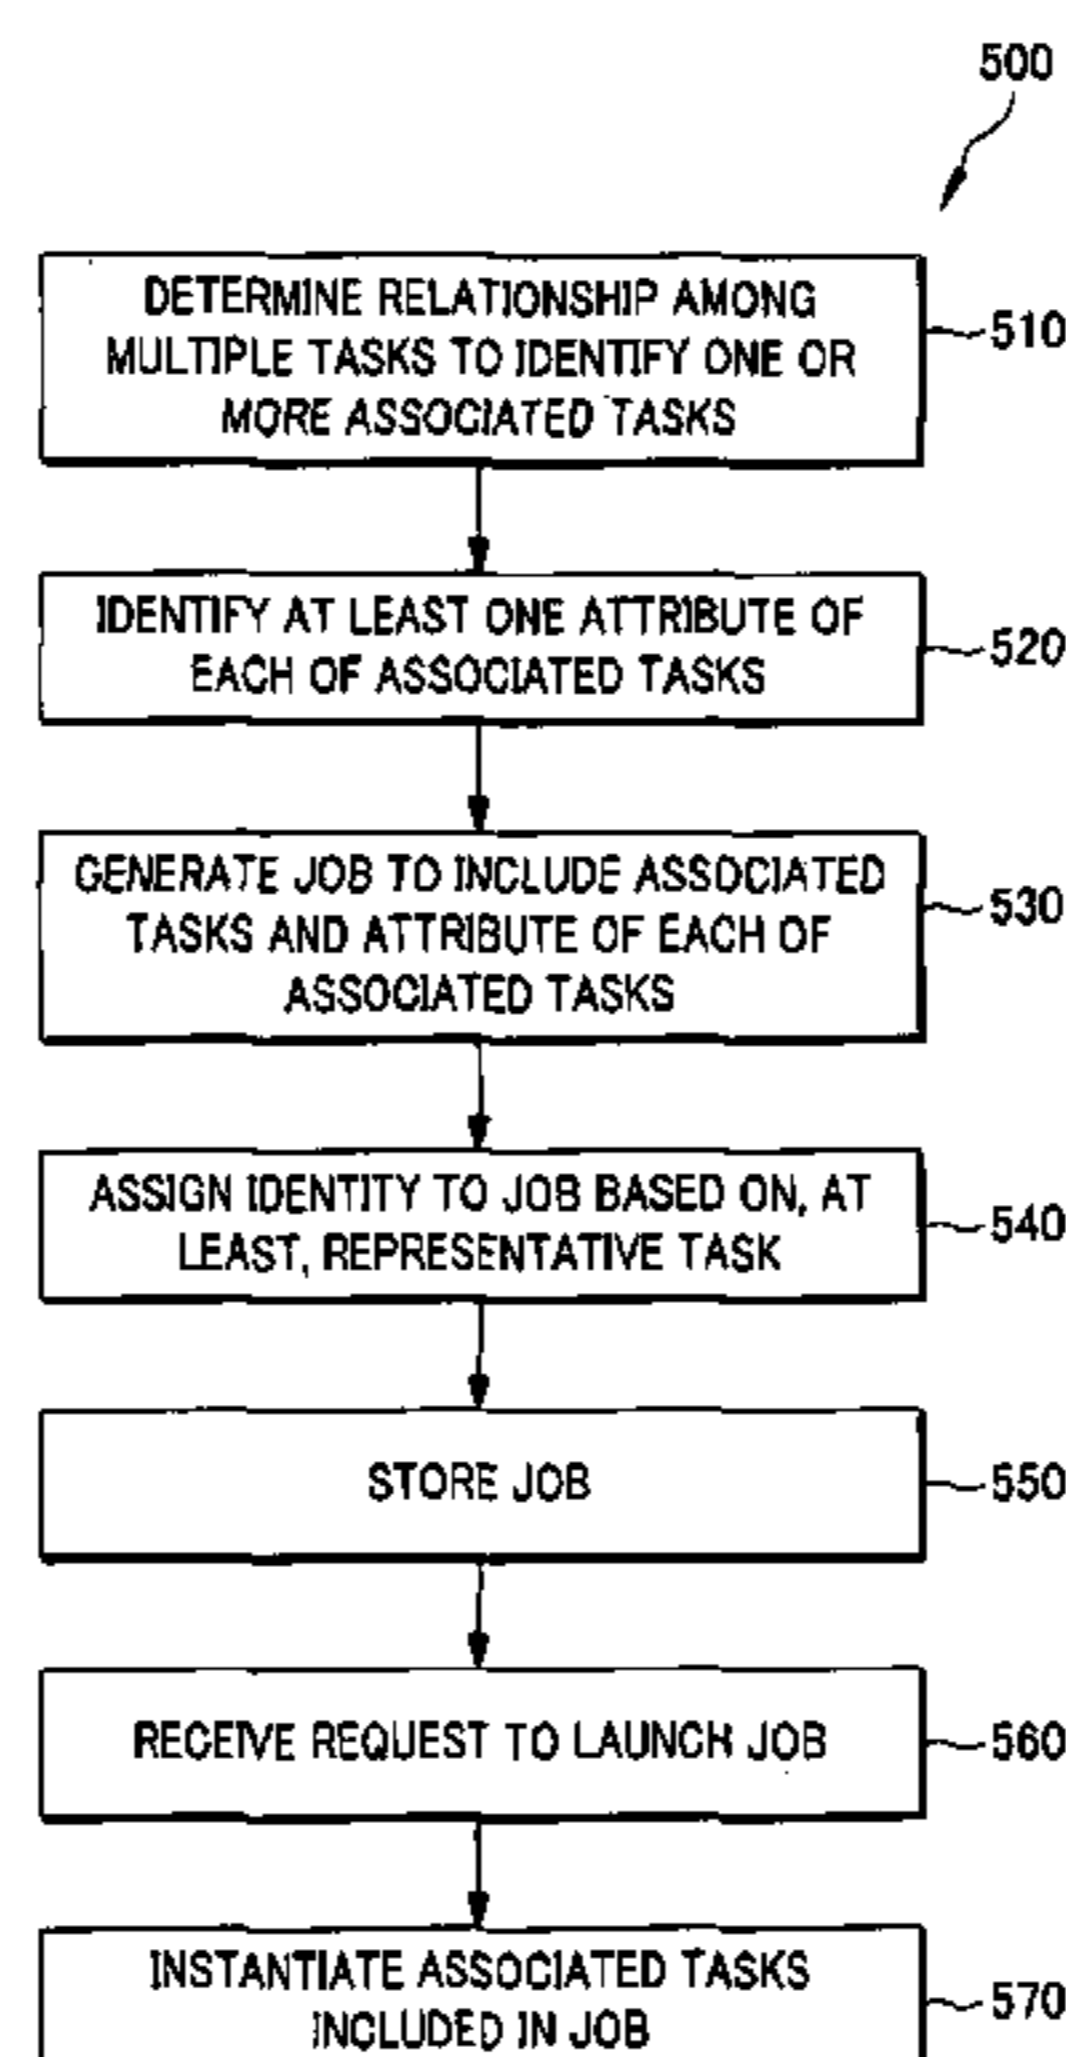 500
DETERMINE RELATIONSHIP AMONG
MULTIPLE TASKS TO IDENTIFY ONE OR
MORE ASSOCIATED TASKS
510
IDENTIFY AT LEAST ONE ATTRIBUTE OF
EACH OF ASSOCIATED TASKS
520
GENERATE JOB TO INCLUDE ASSOCIATED
TASKS AND ATTRIBUTE OF EACH OF
ASSOCIATED TASKS
530
ASSIGN IDENTITY TO JOB BASED ON, AT
LEAST, REPRESENTATIVE TASK
540
STORE JOB
550
RECEIVE REQUEST TO LAUNCH JOB
560
INSTANTIATE ASSOCIATED TASKS
INCLUDED IN JOB
570